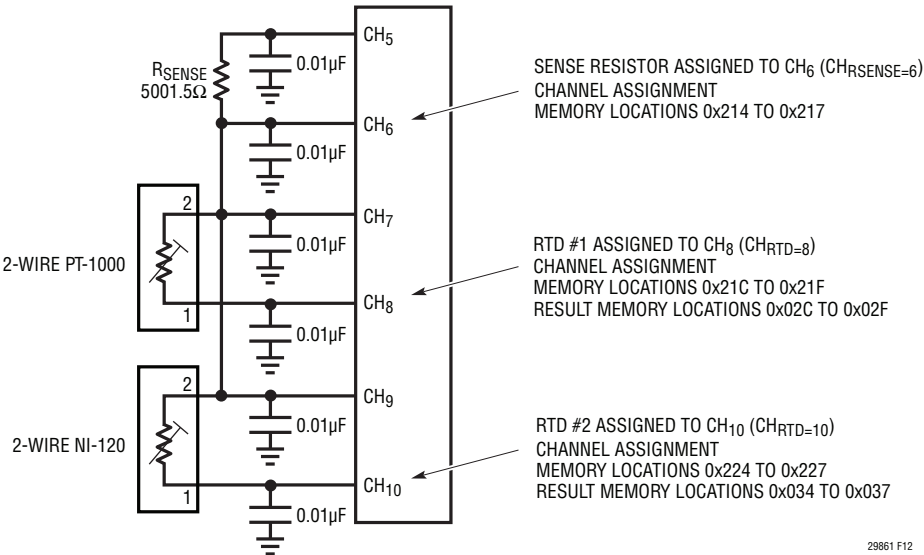 CH5
0.01µF
RSENSE
5001.5Ω
CH6
0.01µF
SENSE RESISTOR ASSIGNED TO CH6 (CHRSENSE=6)
CHANNEL ASSIGNMENT
MEMORY LOCATIONS 0x214 TO 0x217
2-WIRE PT-1000
2
1
CH7
0.01µF
CH8
0.01µF
RTD #1 ASSIGNED TO CH8 (CHRTD=8)
CHANNEL ASSIGNMENT
MEMORY LOCATIONS 0x21C TO 0x21F
RESULT MEMORY LOCATIONS 0x02C TO 0x02F
2-WIRE NI-120
2
1
CH9
0.01µF
CH10
0.01µF
RTD #2 ASSIGNED TO CH10 (CHRTD=10)
CHANNEL ASSIGNMENT
MEMORY LOCATIONS 0x224 TO 0x227
RESULT MEMORY LOCATIONS 0x034 TO 0x037
29861 F12